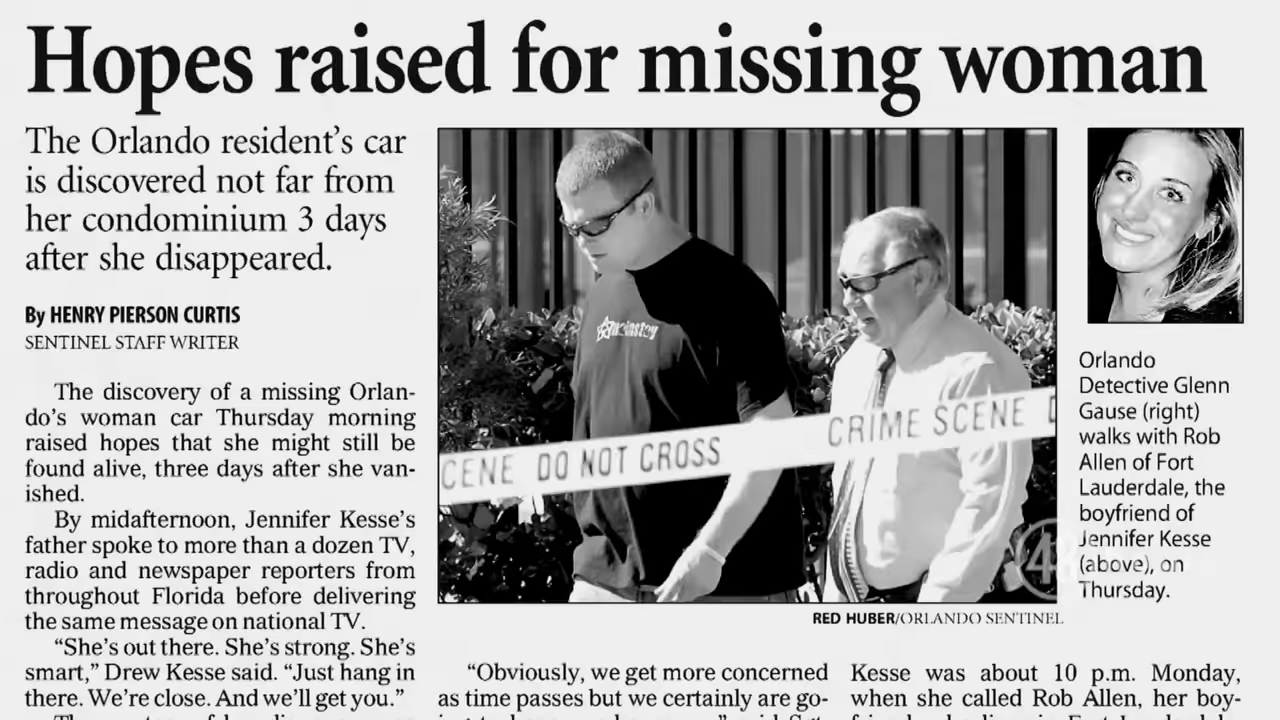 Hopes raised for missing woman
The Orlando resident's car
is discovered not far from
her condominium 3 days
after she disappeared.
By HENRY PIERSON CURTIS
SENTINEL STAFF WRITER
The discovery of a missing Orlan-
do's woman car Thursday morning
raised hopes that she might still be
found alive, three days after she van-
ished.
By midafternoon, Jennifer Kesse's
father spoke to more than a dozen TV,
radio and newspaper reporters from
throughout Florida before delivering
the same message on national TV.
"She's out there. She's strong. She's
smart," Drew Kesse said. "Just hang in
there. We're close. And we'll get you."
CENE DO NOT CROSS
CRIME SCENE D
48
RED HUBER/ORLANDO SENTINEL
Orlando
Detective Glenn
Gause (right)
walks with Rob
Allen of Fort
Lauderdale, the
boyfriend of
Jennifer Kesse
(above), on
Thursday.
"Obviously, we get more concerned
as time passes but we certainly are go-
Kesse was about 10 p.m. Monday,
when she called Rob Allen, her boy-